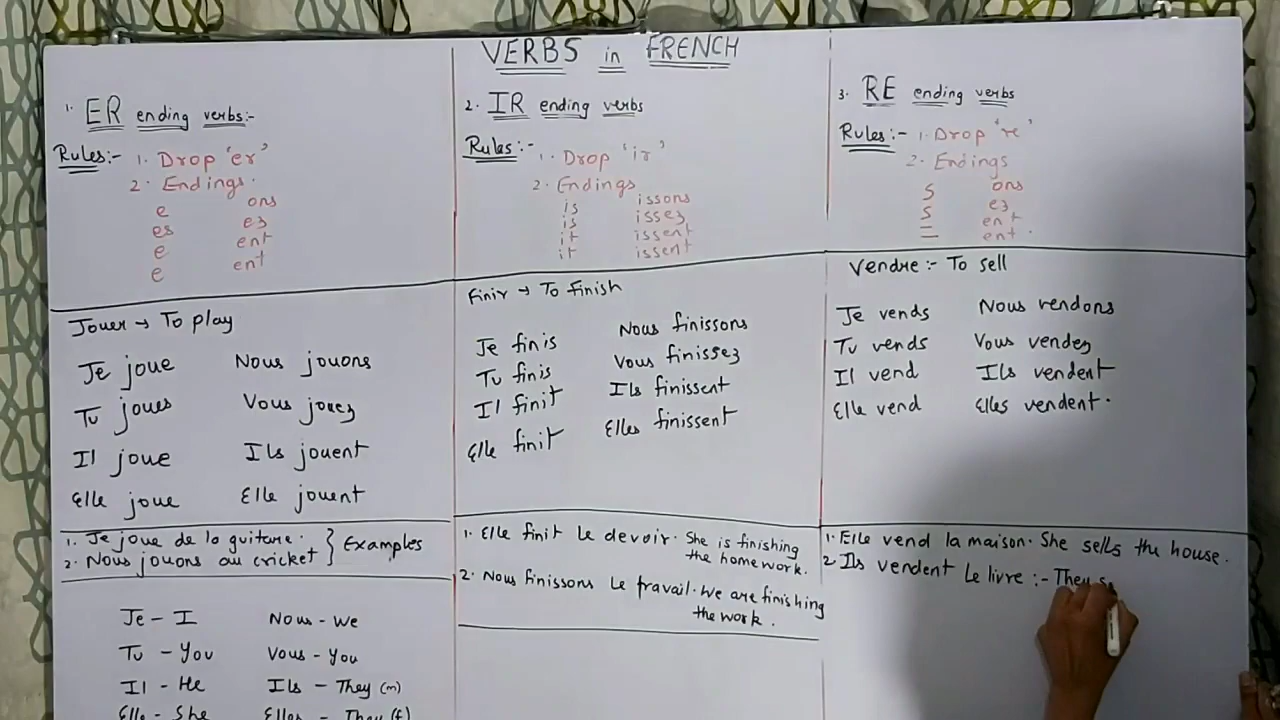 VERBS in FRENCH
1. ER ending verbs:-
Rules:- 1. Drop 'er'
2. Endings.
e ons
es ez
e ent
e ent
Jouer → To play
Je joue Nous jouons
Tu joues Vous jouez
Il joue Ils jouent
Elle joue Elle jouent
1. Je joue de la guitare.
2. Nous jouons au cricket } Examples
Je - I Nous - We
Tu - You Vous - You
Il - He Ils - They (m)
Elle - She Elles - They (f)
2. IR ending verbs
Rules:- 1. Drop 'ir'
2. Endings
is issons
is issez
it issent
it issent
Finir → To Finish
Je finis Nous finissons
Tu finis Vous finissez
Il finit Ils finissent
Elle finit Elles finissent
1. Elle finit le devoir. She is finishing
the homework.
2. Nous finissons le travail. We are finishing
the work.
3. RE ending verbs
Rules:- 1. Drop 're'
2. Endings
s ons
s ez
— ent
ent.
Vendre :- To sell
Je vends Nous vendons
Tu vends Vous vendez
Il vend Ils vendent
Elle vend Elles vendent.
1. Elle vend la maison. She sells the house.
2. Ils vendent Le livre :- They s